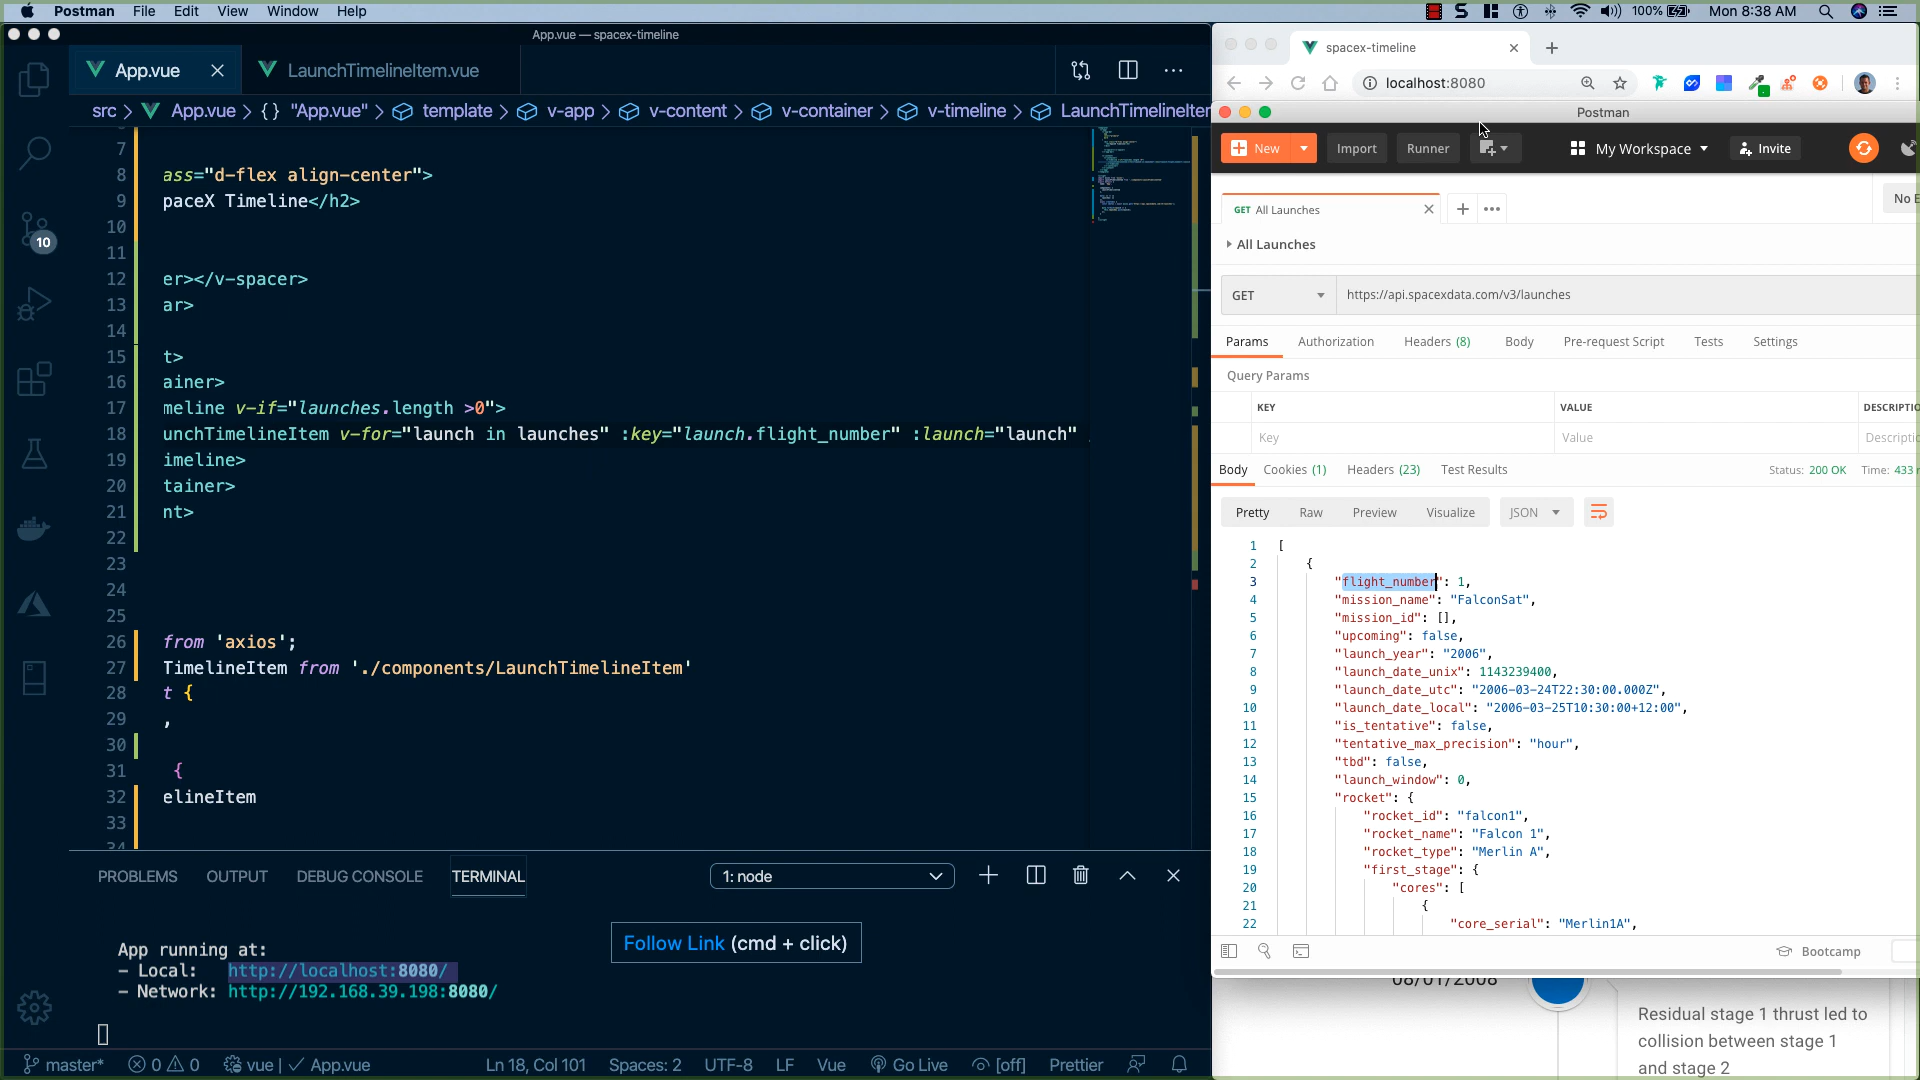 Postman File Edit View Window Help 100% Mon 8:38 AM
App.vue — spacex-timeline
App.vue LaunchTimelineItem.vue
src > App.vue > {} "App.vue" > template > v-app > v-content > v-container > v-timeline > LaunchTimelineIter
7
8 ass="d-flex align-center">
9 paceX Timeline</h2>
10
11
12 er></v-spacer>
13 ar>
14
15 t>
16 ainer>
17 meline v-if="launches.length >0">
18 unchTimelineItem v-for="launch in launches" :key="launch.flight_number" :launch="launch"
19 imeline>
20 tainer>
21 nt>
22
23
24
25
26 from 'axios';
27 TimelineItem from './components/LaunchTimelineItem'
28 t {
29 ,
30
31 {
32 elineItem
33
34
10
PROBLEMS OUTPUT DEBUG CONSOLE TERMINAL 1: node
App running at:
- Local: http://localhost:8080/
- Network: http://192.168.39.198:8080/
Follow Link (cmd + click)
master* 0 0 vue | App.vue Ln 18, Col 101 Spaces: 2 UTF-8 LF Vue Go Live [off] Prettier
spacex-timeline
localhost:8080
Postman
New Import Runner My Workspace Invite
GET All Launches No E
All Launches
GET https://api.spacexdata.com/v3/launches
Params Authorization Headers (8) Body Pre-request Script Tests Settings
Query Params
KEY VALUE DESCRIPTIO
Key Value Descriptic
Body Cookies (1) Headers (23) Test Results Status: 200 OK Time: 433
Pretty Raw Preview Visualize JSON
1 [
2 {
3 "flight_number": 1,
4 "mission_name": "FalconSat",
5 "mission_id": [],
6 "upcoming": false,
7 "launch_year": "2006",
8 "launch_date_unix": 1143239400,
9 "launch_date_utc": "2006-03-24T22:30:00.000Z",
10 "launch_date_local": "2006-03-25T10:30:00+12:00",
11 "is_tentative": false,
12 "tentative_max_precision": "hour",
13 "tbd": false,
14 "launch_window": 0,
15 "rocket": {
16 "rocket_id": "falcon1",
17 "rocket_name": "Falcon 1",
18 "rocket_type": "Merlin A",
19 "first_stage": {
20 "cores": [
21 {
22 "core_serial": "Merlin1A",
Bootcamp
08/01/2008
Residual stage 1 thrust led to
collision between stage 1
and stage 2